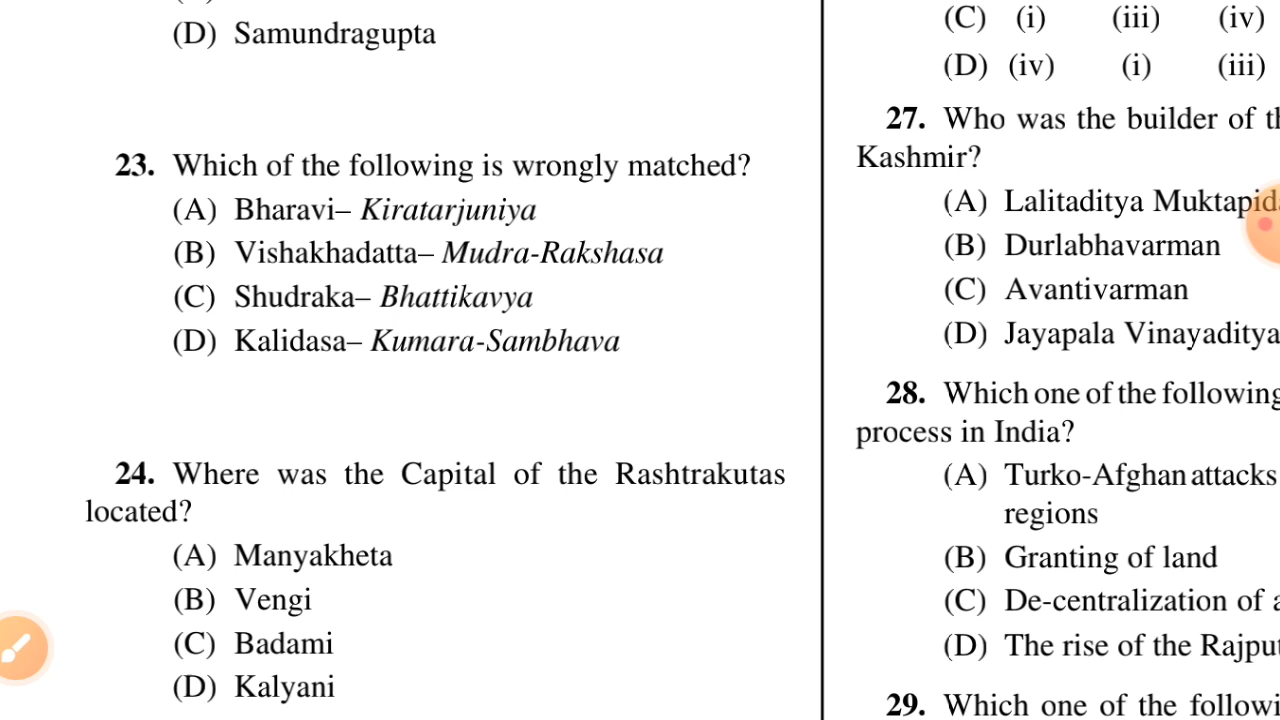 (D) Samundragupta
23. Which of the following is wrongly matched?
(A) Bharavi– Kiratarjuniya
(B) Vishakhadatta– Mudra-Rakshasa
(C) Shudraka– Bhattikavya
(D) Kalidasa– Kumara-Sambhava
24. Where was the Capital of the Rashtrakutas
located?
(A) Manyakheta
(B) Vengi
(C) Badami
(D) Kalyani
(C) (i) (iii) (iv)
(D) (iv) (i) (iii)
27. Who was the builder of
Kashmir?
(A) Lalitaditya
(B) Durlabhavarman
(C) Avantivarman
(D) Jayapala Vinayaditya
28. Which one of the following
process in India?
(A) Turko-Afghan attacks
regions
(B) Granting of land
(C) De-centralization of
(D) The rise of the
29. Which one of the